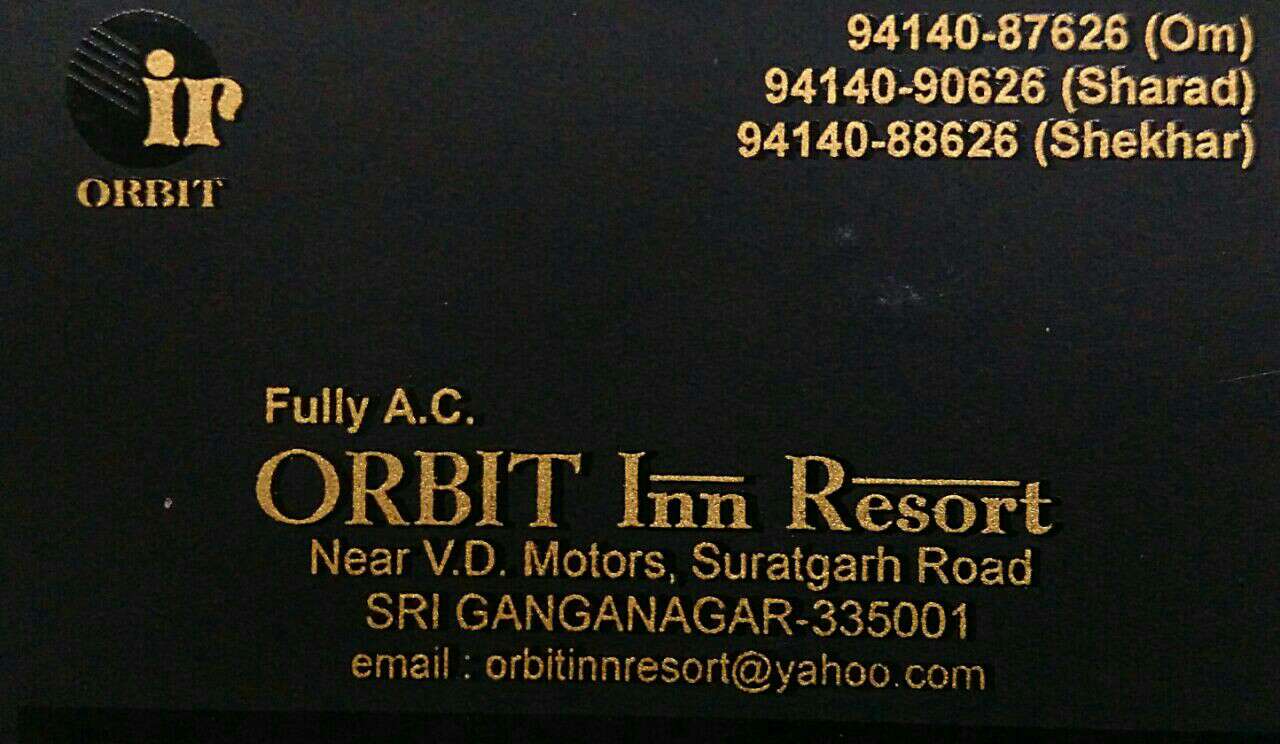 ir
ORBIT
94140-87626 (Om)
94140-90626 (Sharad)
94140-88626 (Shekhar)
Fully A.C.
ORBIT Inn Resort
Near V.D. Motors, Suratgarh Road
SRI GANGANAGAR-335001
email : orbitinnresort@yahoo.com